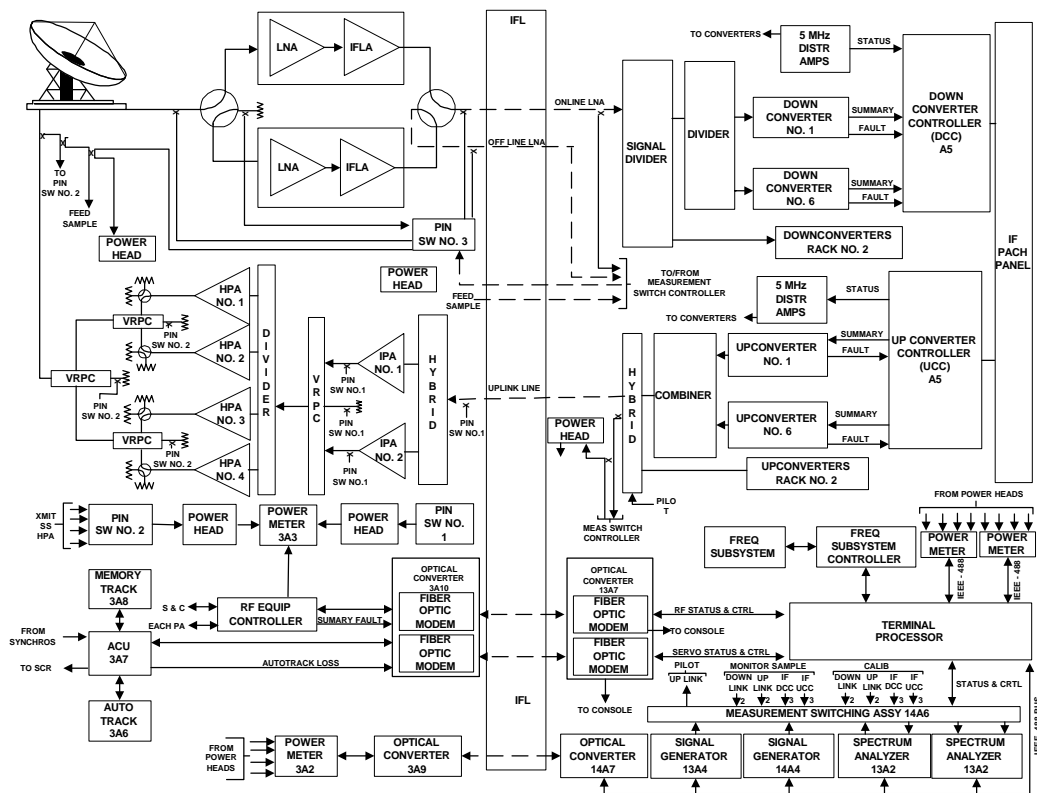 IFL
LNA
IFLA
LNA
IFLA
TO
PIN
SW NO. 2
FEED
SAMPLE
POWER
HEAD
PIN
SW NO. 3
POWER
HEAD
FEED
SAMPLE
ONLINE LNA
OFF LINE LNA
TO/FROM
MEASUREMENT
SWITCH CONTROLLER
SIGNAL
DIVIDER
DIVIDER
TO CONVERTERS
5 MHz
DISTR
AMPS
STATUS
DOWN
CONVERTER
NO. 1
SUMMARY
FAULT
DOWN
CONVERTER
NO. 6
SUMMARY
FAULT
DOWN
CONVERTER
CONTROLLER
(DCC)
A5
DOWNCONVERTERS
RACK NO. 2
IF
PACH
PANEL
5 MHz
DISTR
AMPS
STATUS
TO CONVERTERS
UPCONVERTER
NO. 1
SUMMARY
FAULT
UPCONVERTER
NO. 6
SUMMARY
FAULT
UP CONVERTER
CONTROLLER
(UCC)
A5
UPCONVERTERS
RACK NO. 2
COMBINER
HYBRID
PILO
T
POWER
HEAD
MEAS SWITCH
CONTROLLER
UPLINK LINE
PIN
SW NO.1
HPA
NO. 1
HPA
NO. 2
HPA
NO. 3
HPA
NO. 4
VRPC
PIN
SW NO. 2
VRPC
PIN
SW NO. 2
VRPC
PIN
SW NO. 2
DIVIDER
VRPC
IPA
NO. 1
PIN
SW NO.1
PIN
SW NO.1
IPA
NO. 2
PIN
SW NO.1
HYBRID
XMIT
SS
HPA
PIN
SW NO. 2
POWER
HEAD
POWER
METER
3A3
POWER
HEAD
PIN
SW NO.
1
MEMORY
TRACK
3A8
S & C
EACH PA
RF EQUIP
CONTROLLER
SUMARY FAULT
OPTICAL
CONVERTER
3A10
FIBER
OPTIC
MODEM
FIBER
OPTIC
MODEM
FROM
SYNCHROS
ACU
3A7
TO SCR
AUTOTRACK LOSS
AUTO
TRACK
3A6
IFL
FROM
POWER
HEADS
POWER
METER
3A2
OPTICAL
CONVERTER
3A9
OPTICAL
CONVERTER
13A7
FIBER
OPTIC
MODEM
FIBER
OPTIC
MODEM
RF STATUS & CTRL
TO CONSOLE
SERVO STATUS & CTRL
TO CONSOLE
FREQ
SUBSYSTEM
FREQ
SUBSYSTEM
CONTROLLER
FROM POWER HEADS
POWER
METER
POWER
METER
IEEE - 488
IEEE - 488
TERMINAL
PROCESSOR
PILOT
UP LINK
MONITOR SAMPLE
DOWN
LINK
UP
LINK
IF
DCC
IF
UCC
2
2
3
3
CALIB
DOWN
LINK
UP
LINK
IF
DCC
IF
UCC
2
2
3
3
STATUS & CRTL
MEASUREMENT SWITCHING ASSY 14A6
OPTICAL
CONVERTER
14A7
SIGNAL
GENERATOR
13A4
SIGNAL
GENERATOR
14A4
SPECTRUM
ANALYZER
13A2
SPECTRUM
ANALYZER
13A2